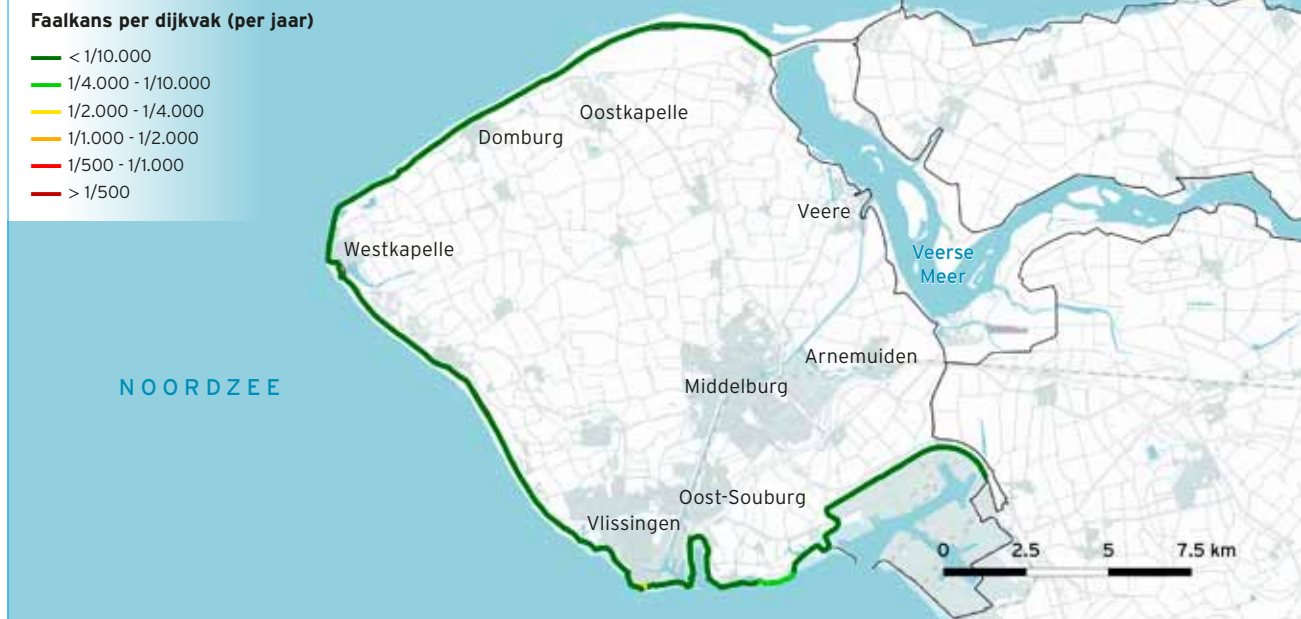 Faalkans per dijkvak (per jaar)
< 1/10.000
1/4.000 - 1/10.000
1/2.000 - 1/4.000
1/1.000 - 1/2.000
1/500 - 1/1.000
> 1/500
Oostkapelle
Domburg
Veere
Westkapelle
Veerse
Meer
Arnemuiden
NOORDZEE
Middelburg
Oost-Souburg
Vlissingen
0 2.5 5 7.5 km